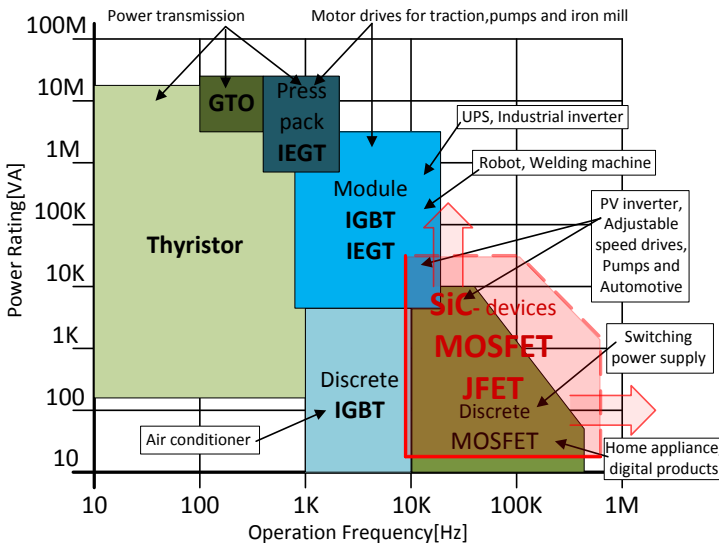 Power transmission
Motor drives for traction,pumps and iron mill
100M
10M
1M
100K
10K
1K
100
10
Power Rating[VA]
GTO
Press
pack
IEGT
UPS, Industrial inverter
Robot, Welding machine
Module
IGBT
IEGT
PV inverter,
Adjustable
speed drives,
Pumps and
Automotive
Thyristor
SiC- devices
MOSFET
JFET
Discrete
MOSFET
Switching
power supply
Discrete
IGBT
Air conditioner
Home appliance,
digital products
10
100
1K
10K
100K
1M
Operation Frequency[Hz]